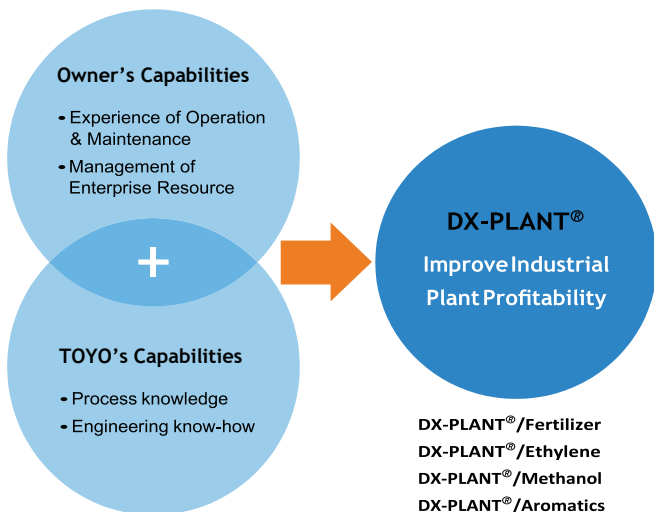 Owner's Capabilities
• Experience of Operation
& Maintenance
• Management of
Enterprise Resource
+
TOYO's Capabilities
• Process knowledge
• Engineering know-how
DX-PLANT®
Improve Industrial
Plant Profitability
DX-PLANT®/Fertilizer
DX-PLANT®/Ethylene
DX-PLANT®/Methanol
DX-PLANT®/Aromatics